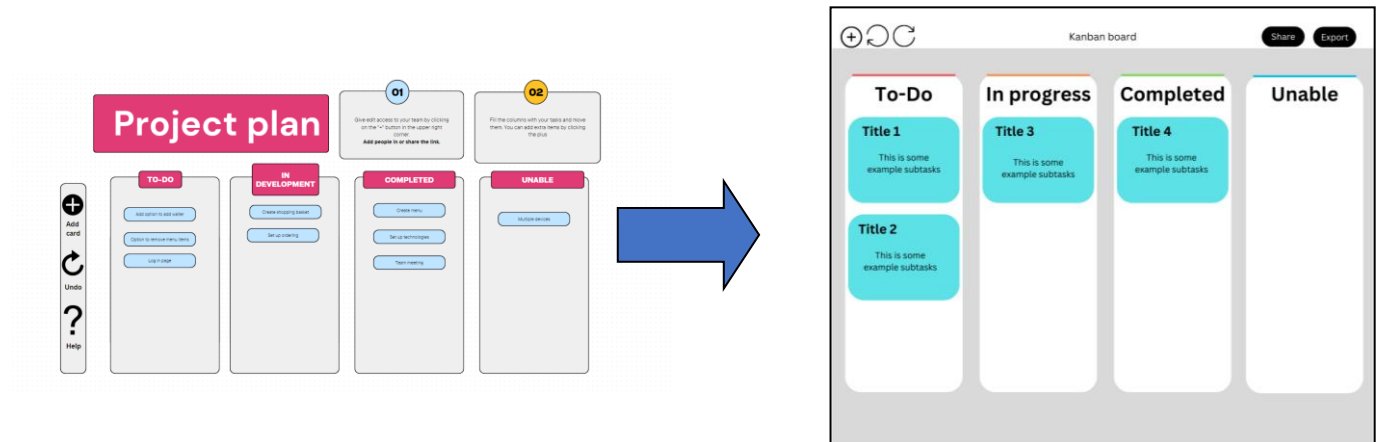 Project plan
01
Give edit access to your team by clicking
on the "+" button in the upper right
corner.
Add people in or share the link.
02
Fill the columns with your tasks and move
them. You can add extra items by clicking
the plus
Add
card
Undo
?
Help
TO-DO
Add option to add waiter
Option to remove menu items
Log in page
IN
DEVELOPMENT
Create shopping basket
Set up ordering
COMPLETED
Create menu
Set up technologies
Team meeting
UNABLE
Multiple devices
Kanban board
Share
Export
To-Do
Title 1
This is some
example subtasks
Title 2
This is some
example subtasks
In progress
Title 3
This is some
example subtasks
Completed
Title 4
This is some
example subtasks
Unable